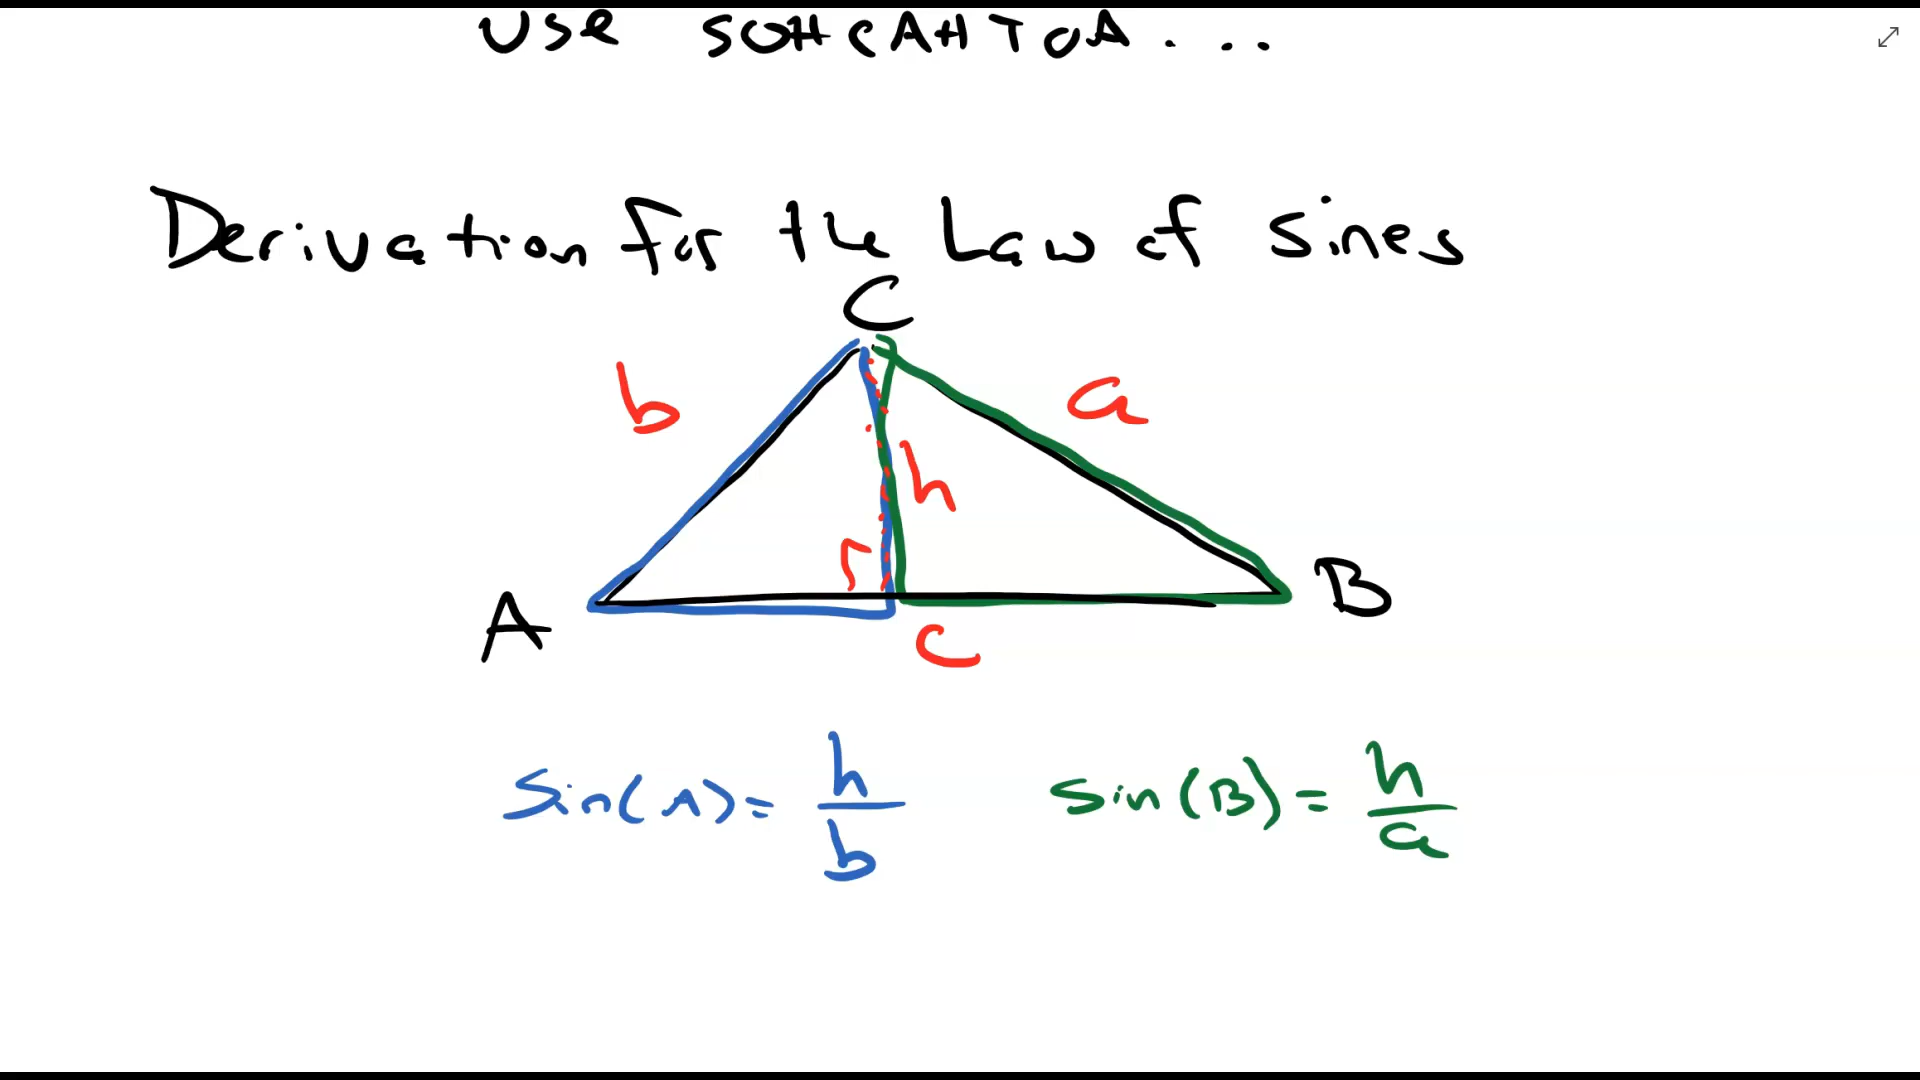 USe SOHCAHTOA...
Derivation for the Law of Sines
C
b a
h
A B
c
Sin(A) = h/b Sin(B) = h/a